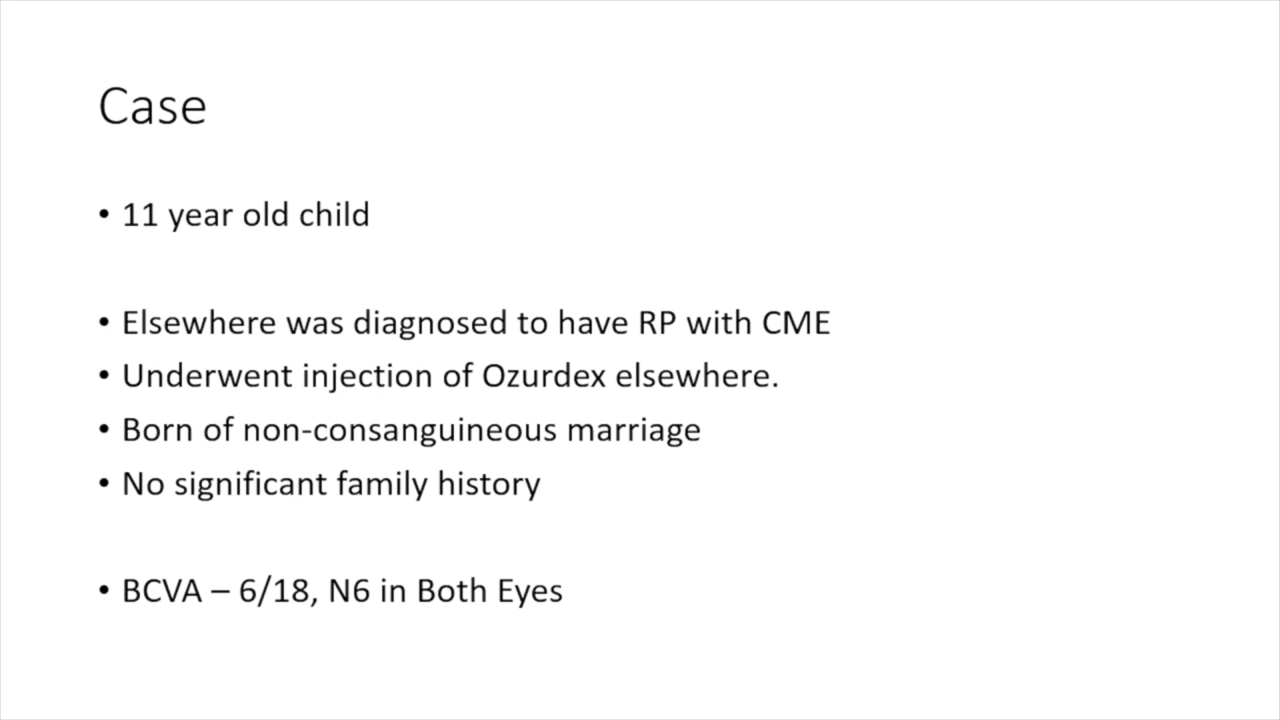 Case
• 11 year old child
• Elsewhere was diagnosed to have RP with CME
• Underwent injection of Ozurdex elsewhere.
• Born of non-consanguineous marriage
• No significant family history
• BCVA – 6/18, N6 in Both Eyes